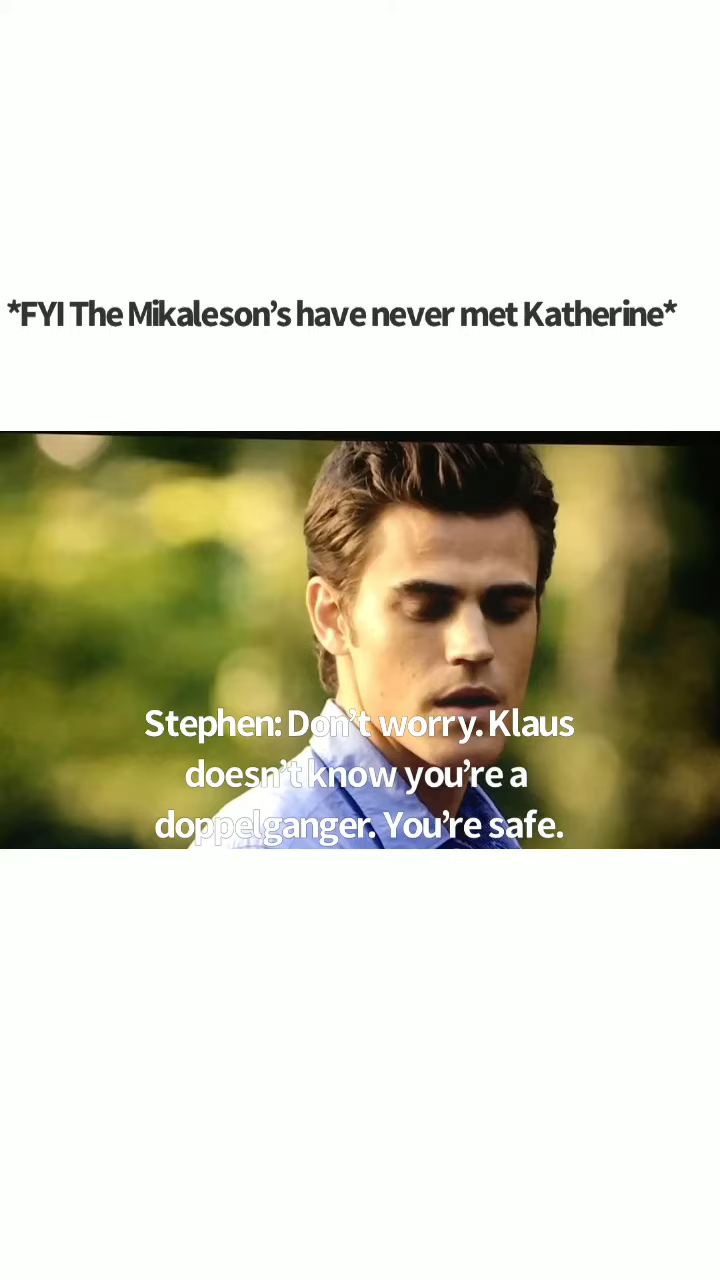 *FYI The Mikaleson’s have never met Katherine*
Stephen: Don’t worry. Klaus
doesn’t know you’re a
doppelganger. You’re safe.